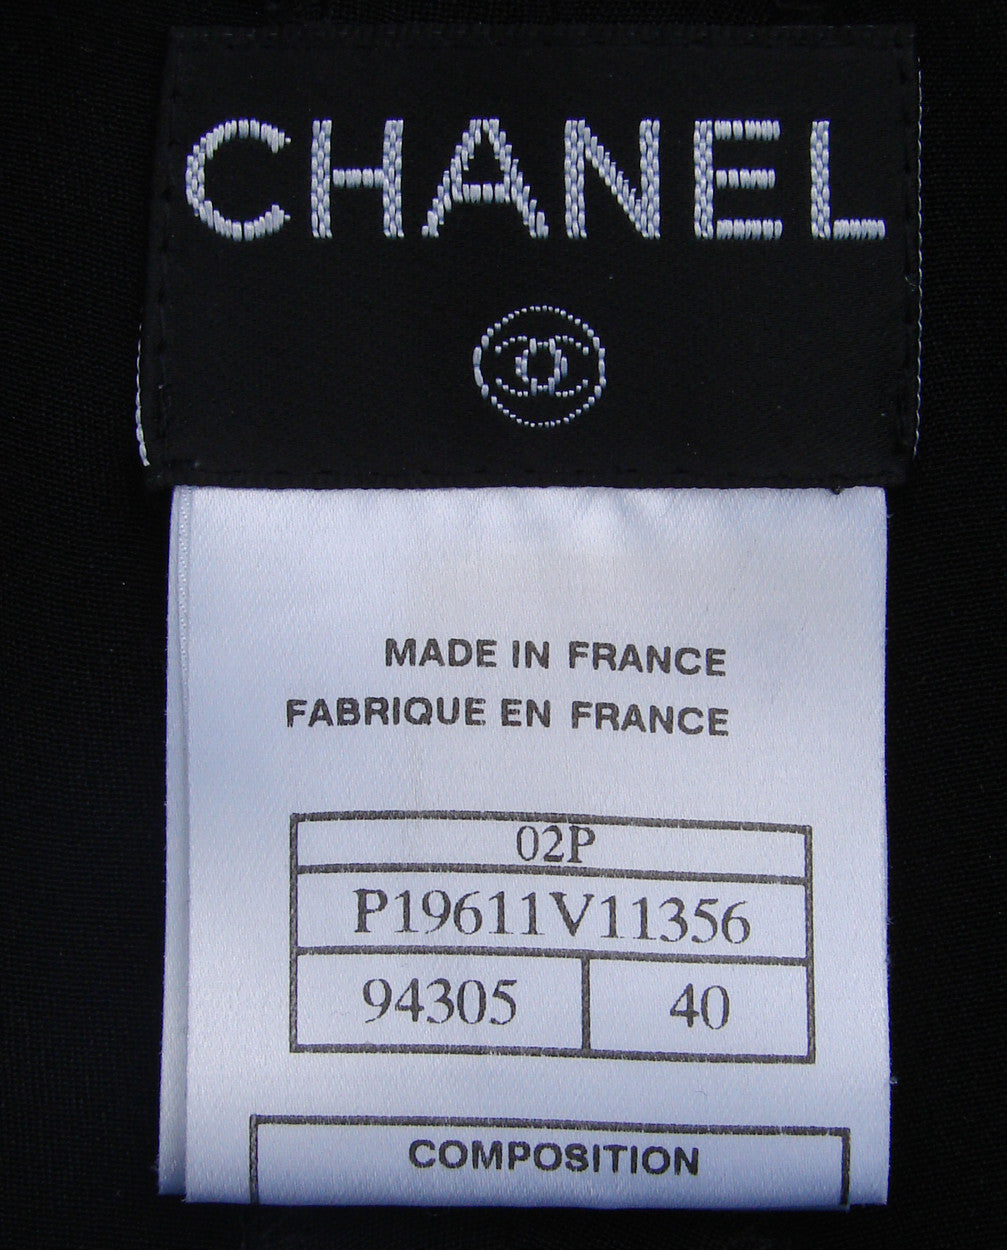 CHANEL
MADE IN FRANCE
FABRIQUE EN FRANCE
02P
P19611V11356
94305 40
COMPOSITION